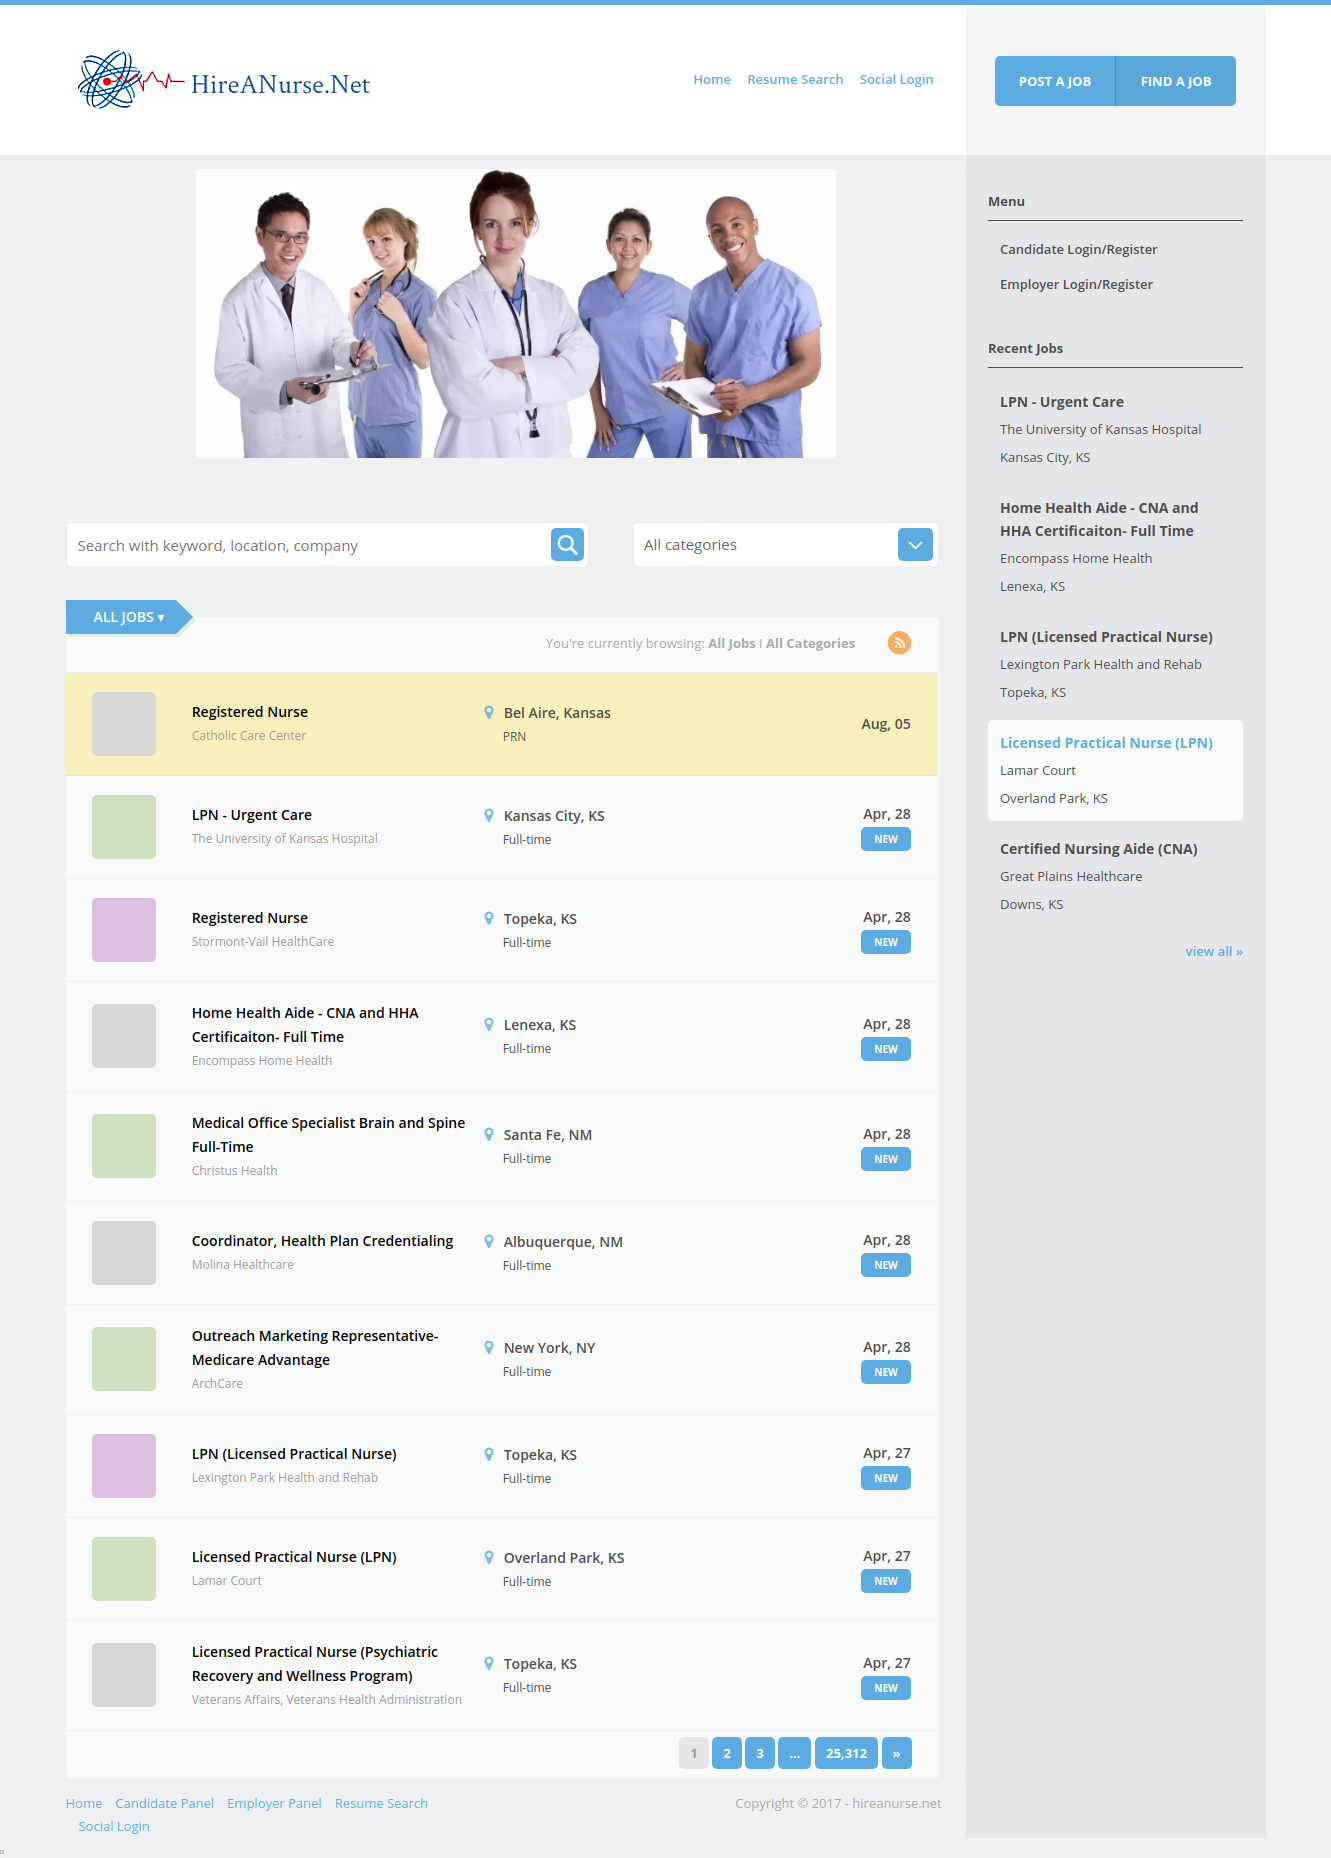 HireANurse.Net
Home Resume Search Social Login
POST A JOB FIND A JOB
Menu
Candidate Login/Register
Employer Login/Register
Recent Jobs
LPN - Urgent Care
The University of Kansas Hospital
Kansas City, KS
Home Health Aide - CNA and
HHA Certificaiton- Full Time
Encompass Home Health
Lenexa, KS
LPN (Licensed Practical Nurse)
Lexington Park Health and Rehab
Topeka, KS
Licensed Practical Nurse (LPN)
Lamar Court
Overland Park, KS
Certified Nursing Aide (CNA)
Great Plains Healthcare
Downs, KS
view all »
Search with keyword, location, company
All categories
ALL JOBS ▾
You're currently browsing: All Jobs | All Categories
Registered Nurse
Catholic Care Center
Bel Aire, Kansas
PRN
Aug, 05
LPN - Urgent Care
The University of Kansas Hospital
Kansas City, KS
Full-time
Apr, 28
NEW
Registered Nurse
Stormont-Vail HealthCare
Topeka, KS
Full-time
Apr, 28
NEW
Home Health Aide - CNA and HHA
Certificaiton- Full Time
Encompass Home Health
Lenexa, KS
Full-time
Apr, 28
NEW
Medical Office Specialist Brain and Spine
Full-Time
Christus Health
Santa Fe, NM
Full-time
Apr, 28
NEW
Coordinator, Health Plan Credentialing
Molina Healthcare
Albuquerque, NM
Full-time
Apr, 28
NEW
Outreach Marketing Representative-
Medicare Advantage
ArchCare
New York, NY
Full-time
Apr, 28
NEW
LPN (Licensed Practical Nurse)
Lexington Park Health and Rehab
Topeka, KS
Full-time
Apr, 27
NEW
Licensed Practical Nurse (LPN)
Lamar Court
Overland Park, KS
Full-time
Apr, 27
NEW
Licensed Practical Nurse (Psychiatric
Recovery and Wellness Program)
Veterans Affairs, Veterans Health Administration
Topeka, KS
Full-time
Apr, 27
NEW
1 2 3 ... 25,312 »
Home Candidate Panel Employer Panel Resume Search
Social Login
Copyright © 2017 - hireanurse.net